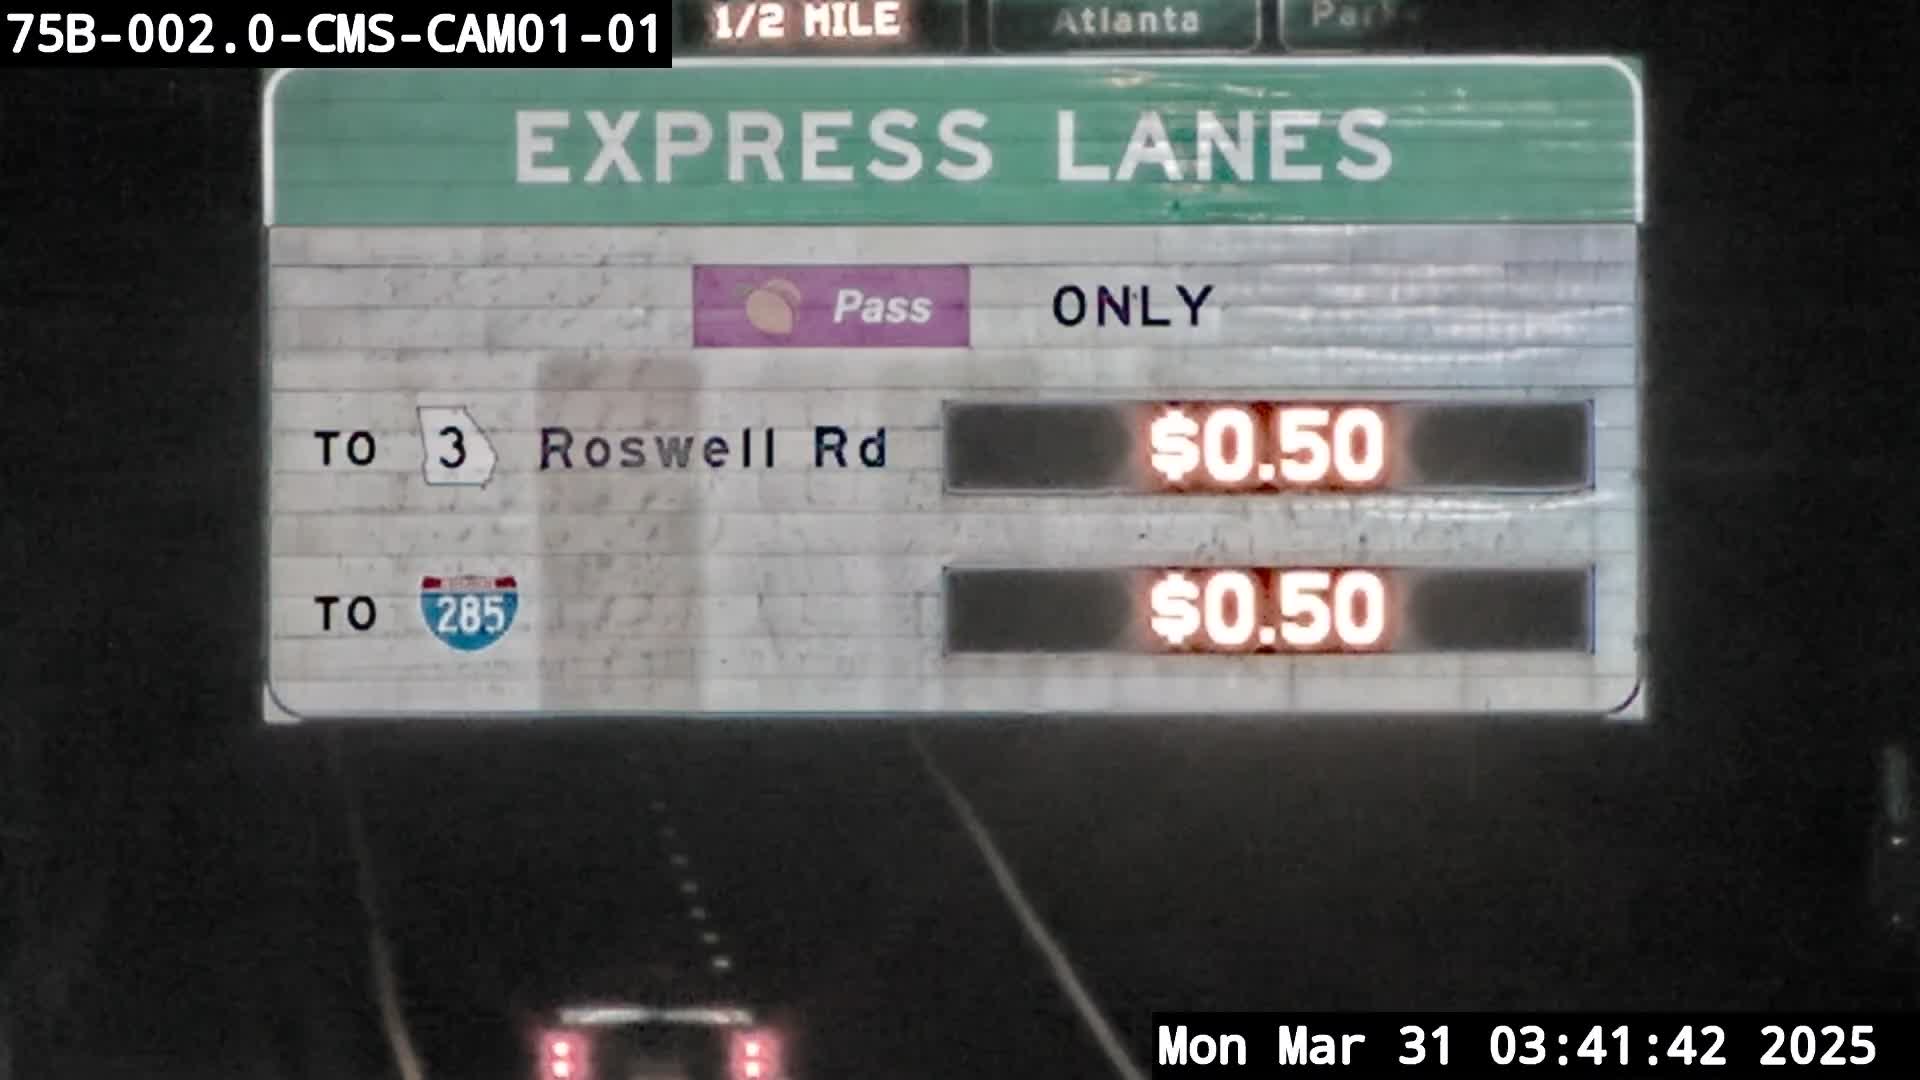 75B-002.0-CMS-CAM01-01
1/2 MILE
Atlanta
EXPRESS LANES
Pass ONLY
TO 3 Roswell Rd $0.50
TO 285 $0.50
Mon Mar 31 03:41:42 2025